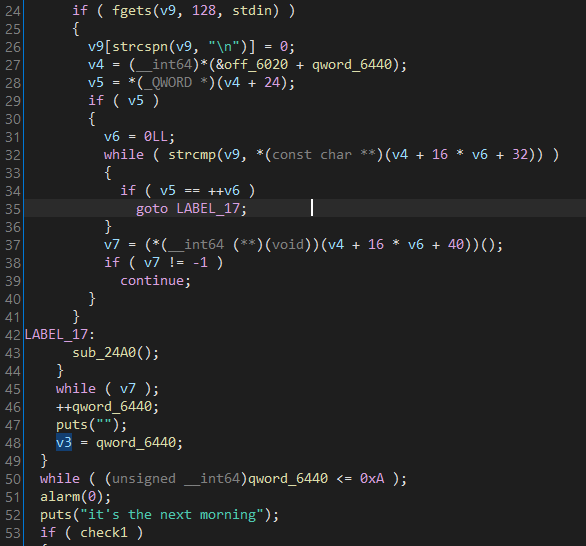 24 if ( fgets(v9, 128, stdin) )
25 {
26 v9[strcspn(v9, "\n")] = 0;
27 v4 = (__int64)*(&off_6020 + qword_6440);
28 v5 = *(_QWORD *)(v4 + 24);
29 if ( v5 )
30 {
31 v6 = 0LL;
32 while ( strcmp(v9, *(const char **)(v4 + 16 * v6 + 32)) )
33 {
34 if ( v5 == ++v6 )
35 goto LABEL_17;
36 }
37 v7 = (*(__int64 (**)(void))(v4 + 16 * v6 + 40))();
38 if ( v7 != -1 )
39 continue;
40 }
41 }
42 LABEL_17:
43 sub_24A0();
44 }
45 while ( v7 );
46 ++qword_6440;
47 puts("");
48 v3 = qword_6440;
49 }
50 while ( (unsigned __int64)qword_6440 <= 0xA );
51 alarm(0);
52 puts("it's the next morning");
53 if ( check1 )